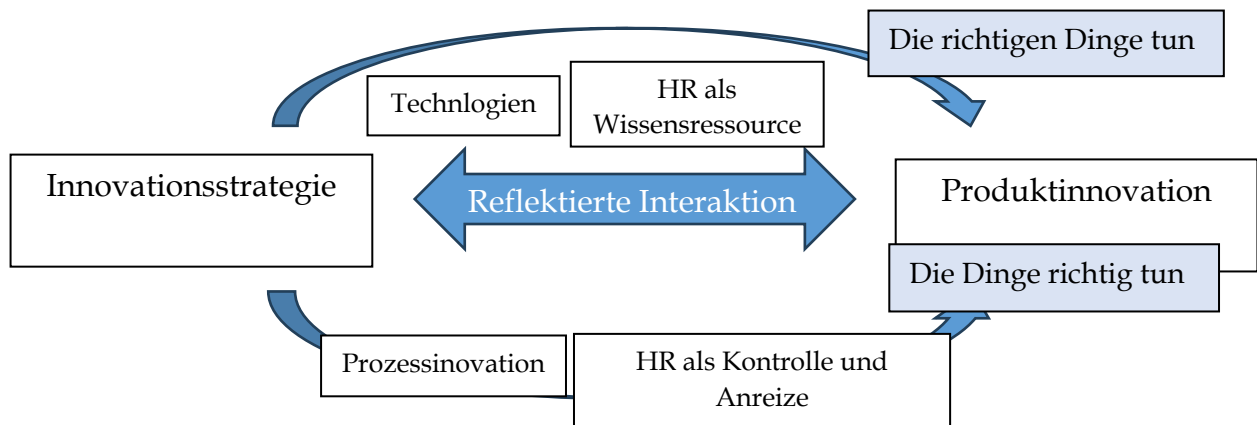 Die richtigen Dinge tun
Technlogien
HR als
Wissensressource
Innovationsstrategie
Reflektierte Interaktion
Produktinnovation
Die Dinge richtig tun
Prozessinovation
HR als Kontrolle und
Anreize